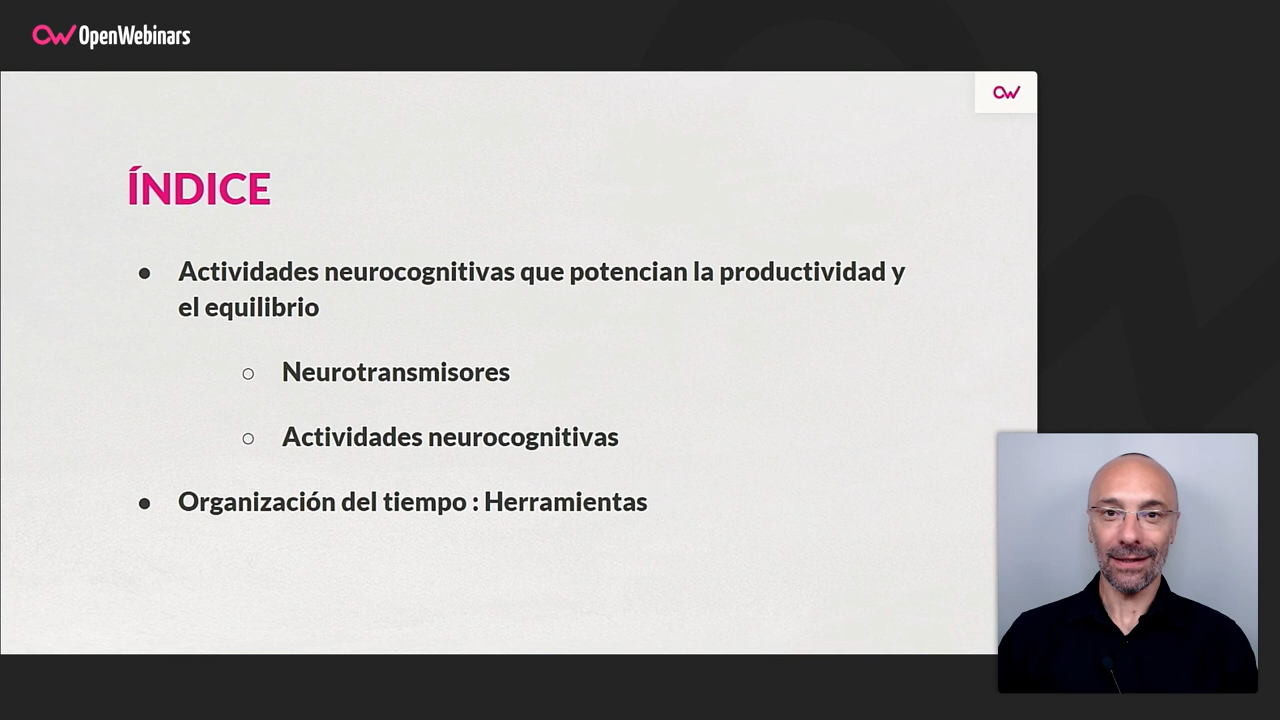 OpenWebinars
ÍNDICE
● Actividades neurocognitivas que potencian la productividad y
el equilibrio
○ Neurotransmisores
○ Actividades neurocognitivas
● Organización del tiempo : Herramientas